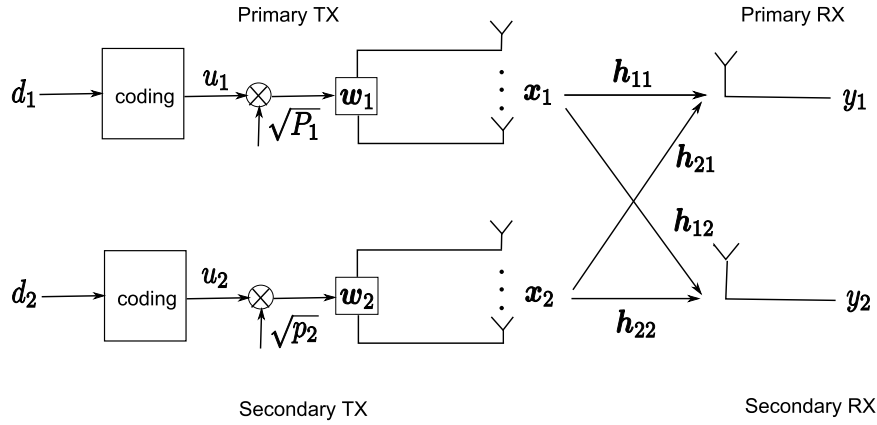 Primary TX
Primary RX
d₁
coding
u₁
√P₁
w₁
x₁
h₁₁
y₁
h₂₁
h₁₂
d₂
coding
u₂
√p₂
w₂
x₂
h₂₂
y₂
Secondary TX
Secondary RX